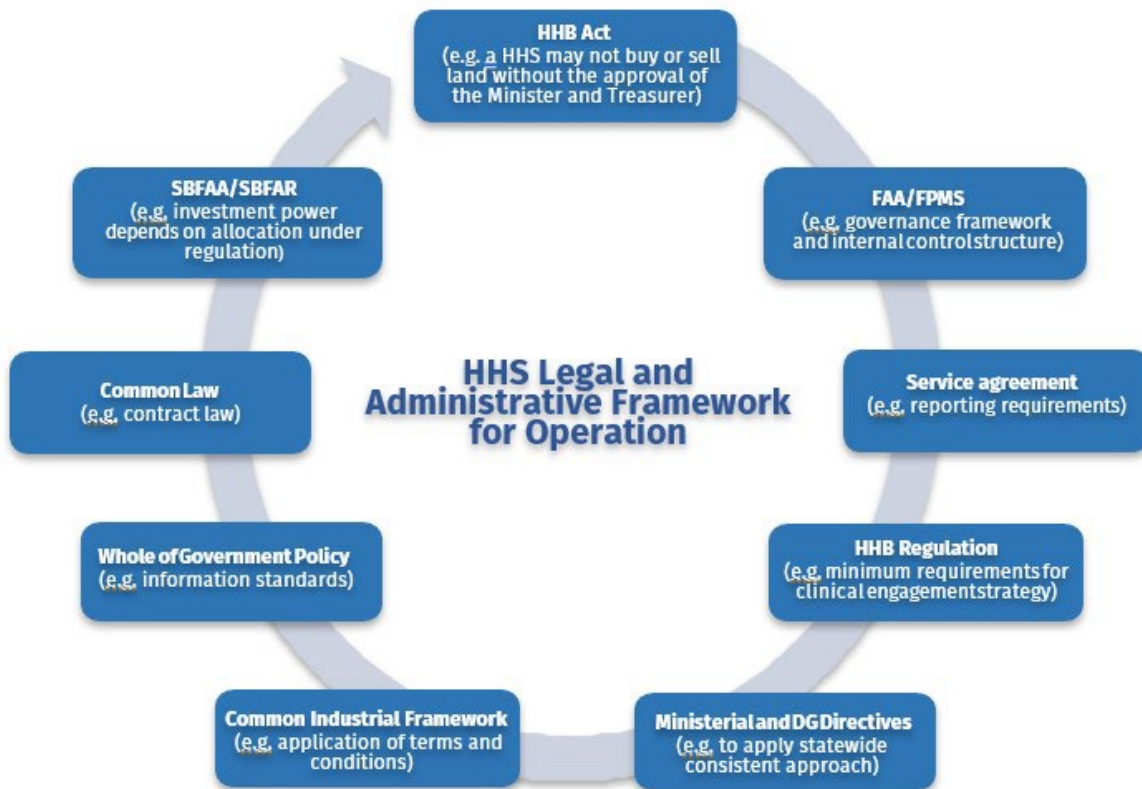 HHB Act
(e.g. a HHS may not buy or sell
land without the approval of
the Minister and Treasurer)
SBFAA/SBFAR
(e.g. investment power
depends on allocation under
regulation)
FAA/FPMS
(e.g. governance framework
and internal control structure)
Common Law
(e.g. contract law)
HHS Legal and
Administrative Framework
for Operation
Service agreement
(e.g. reporting requirements)
Whole of Government Policy
(e.g. information standards)
HHB Regulation
(e.g. minimum requirements for
clinical engagement strategy)
Common Industrial Framework
(e.g. application of terms and
conditions)
Ministerial and DG Directives
(e.g. to apply statewide
consistent approach)